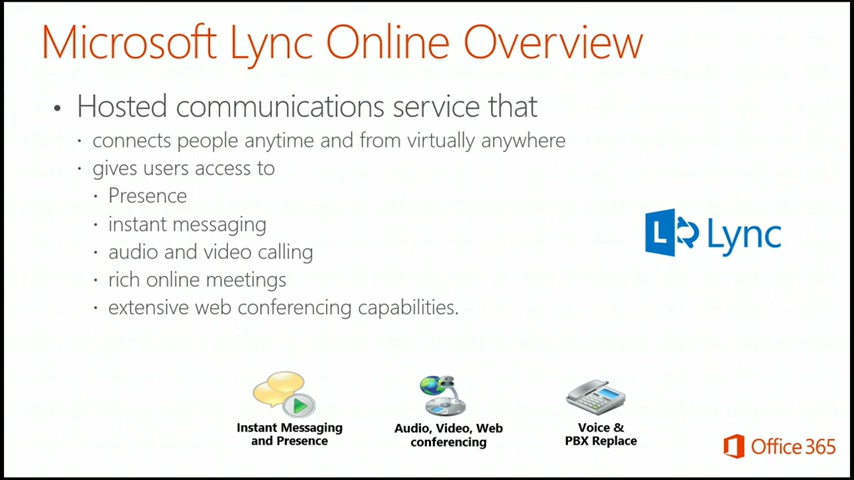 Microsoft Lync Online Overview
• Hosted communications service that
· connects people anytime and from virtually anywhere
· gives users access to
· Presence
· instant messaging
· audio and video calling
· rich online meetings
· extensive web conferencing capabilities.
L Lync
Instant Messaging
and Presence
Audio, Video, Web
conferencing
Voice &
PBX Replace
Office 365